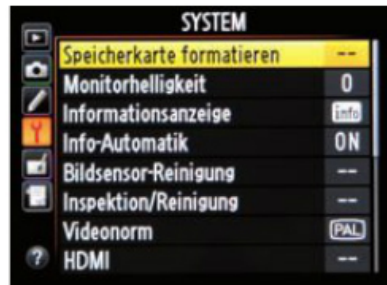 SYSTEM
Speicherkarte formatieren --
Monitorhelligkeit 0
Informationsanzeige info
Info-Automatik ON
Bildsensor-Reinigung --
Inspektion/Reinigung --
Videonorm PAL
? HDMI --